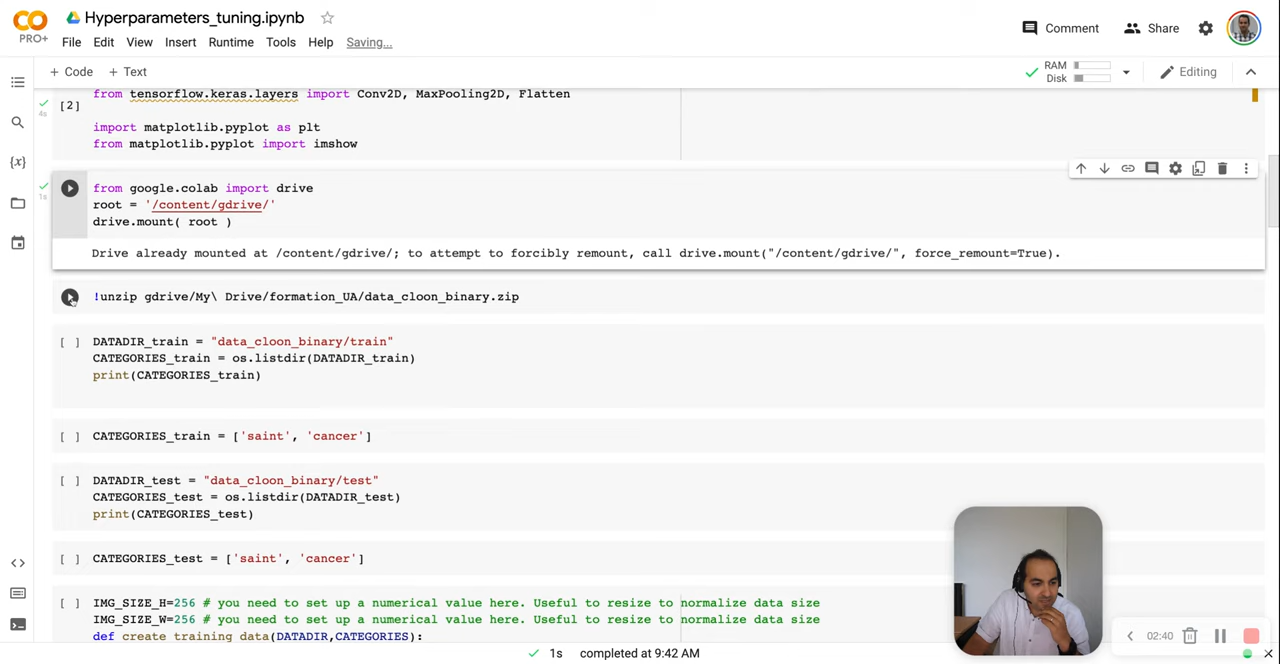 Hyperparameters_tuning.ipynb
PRO+
File Edit View Insert Runtime Tools Help Saving...
Comment
Share
+ Code + Text
RAM
Disk
Editing
from tensorflow.keras.layers import Conv2D, MaxPooling2D, Flatten
[2]
4s
import matplotlib.pyplot as plt
from matplotlib.pyplot import imshow
from google.colab import drive
1s
root = '/content/gdrive/'
drive.mount( root )
Drive already mounted at /content/gdrive/; to attempt to forcibly remount, call drive.mount("/content/gdrive/", force_remount=True).
!unzip gdrive/My\ Drive/formation_UA/data_cloon_binary.zip
[ ] DATADIR_train = "data_cloon_binary/train"
CATEGORIES_train = os.listdir(DATADIR_train)
print(CATEGORIES_train)
[ ] CATEGORIES_train = ['saint', 'cancer']
[ ] DATADIR_test = "data_cloon_binary/test"
CATEGORIES_test = os.listdir(DATADIR_test)
print(CATEGORIES_test)
[ ] CATEGORIES_test = ['saint', 'cancer']
[ ] IMG_SIZE_H=256 # you need to set up a numerical value here. Useful to resize to normalize data size
IMG_SIZE_W=256 # you need to set up a numerical value here. Useful to resize to normalize data size
def create_training_data(DATADIR,CATEGORIES):
2:40
1s completed at 9:42 AM